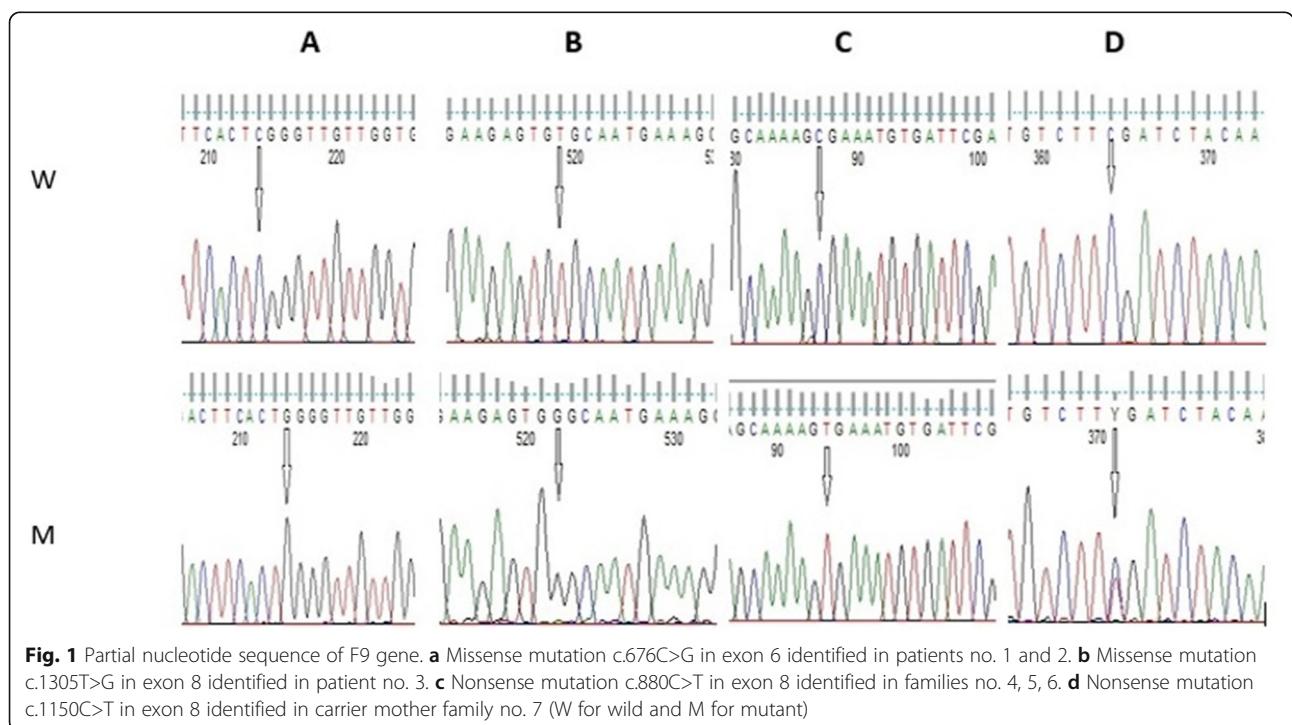 A B C D
TTCACTCGGGTTGTTGGTG GAAGAGTGTGCAATGAAAGC GCAAAAGCGAAATGTGATTCGA TGTCTTCGATCTACAA
210 220 520 90 100 360 370
W
ACTTCACTGGGGTTGTTGG GAAGAGTGGGCAATGAAAGC AGCAAAAGTGAAATGTGATTCG TGTCTTYGATCTACAA
210 220 520 530 90 100 370
M
Fig. 1 Partial nucleotide sequence of F9 gene. a Missense mutation c.676C>G in exon 6 identified in patients no. 1 and 2. b Missense mutation
c.1305T>G in exon 8 identified in patient no. 3. c Nonsense mutation c.880C>T in exon 8 identified in families no. 4, 5, 6. d Nonsense mutation
c.1150C>T in exon 8 identified in carrier mother family no. 7 (W for wild and M for mutant)